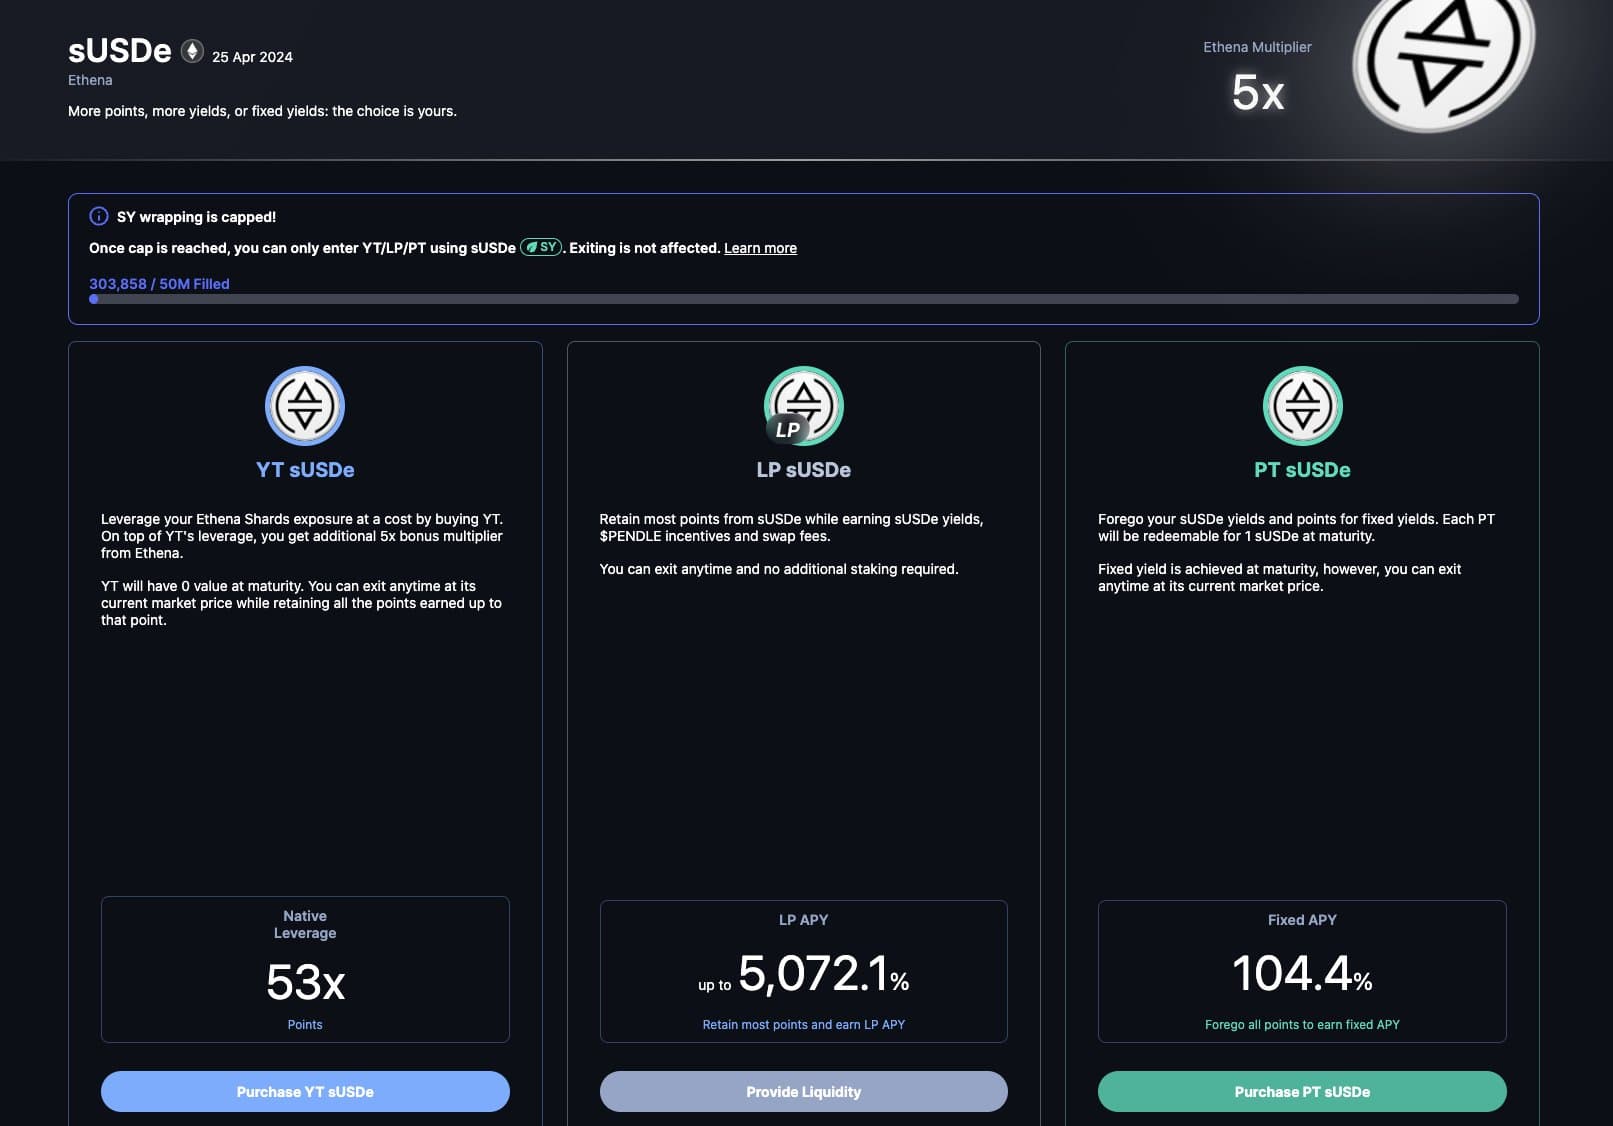 sUSDe 25 Apr 2024
Ethena
More points, more yields, or fixed yields: the choice is yours.
Ethena Multiplier
5x
SY wrapping is capped!
Once cap is reached, you can only enter YT/LP/PT using sUSDe SY. Exiting is not affected. Learn more
303,858 / 50M Filled
YT sUSDe
Leverage your Ethena Shards exposure at a cost by buying YT.
On top of YT's leverage, you get additional 5x bonus multiplier
from Ethena.
YT will have 0 value at maturity. You can exit anytime at its
current market price while retaining all the points earned up to
that point.
Native
Leverage
53x
Points
Purchase YT sUSDe
LP
LP sUSDe
Retain most points from sUSDe while earning sUSDe yields,
$PENDLE incentives and swap fees.
You can exit anytime and no additional staking required.
LP APY
up to 5,072.1%
Retain most points and earn LP APY
Provide Liquidity
PT sUSDe
Forego your sUSDe yields and points for fixed yields. Each PT
will be redeemable for 1 sUSDe at maturity.
Fixed yield is achieved at maturity, however, you can exit
anytime at its current market price.
Fixed APY
104.4%
Forego all points to earn fixed APY
Purchase PT sUSDe